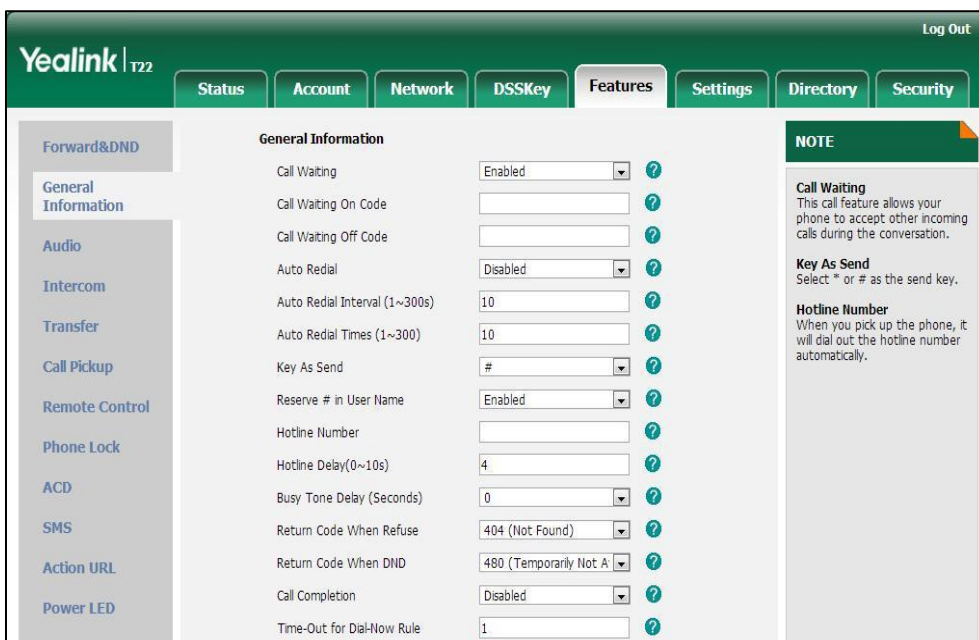 Log Out
Yealink T22
Status Account Network DSSKey Features Settings Directory Security
Forward&DND
General
Information
Audio
Intercom
Transfer
Call Pickup
Remote Control
Phone Lock
ACD
SMS
Action URL
Power LED
General Information
Call Waiting Enabled ?
Call Waiting On Code ?
Call Waiting Off Code ?
Auto Redial Disabled ?
Auto Redial Interval (1~300s) 10 ?
Auto Redial Times (1~300) 10 ?
Key As Send # ?
Reserve # in User Name Enabled ?
Hotline Number ?
Hotline Delay(0~10s) 4 ?
Busy Tone Delay (Seconds) 0 ?
Return Code When Refuse 404 (Not Found) ?
Return Code When DND 480 (Temporarily Not A ?
Call Completion Disabled ?
Time-Out for Dial-Now Rule 1 ?
NOTE
Call Waiting
This call feature allows your
phone to accept other incoming
calls during the conversation.
Key As Send
Select * or # as the send key.
Hotline Number
When you pick up the phone, it
will dial out the hotline number
automatically.